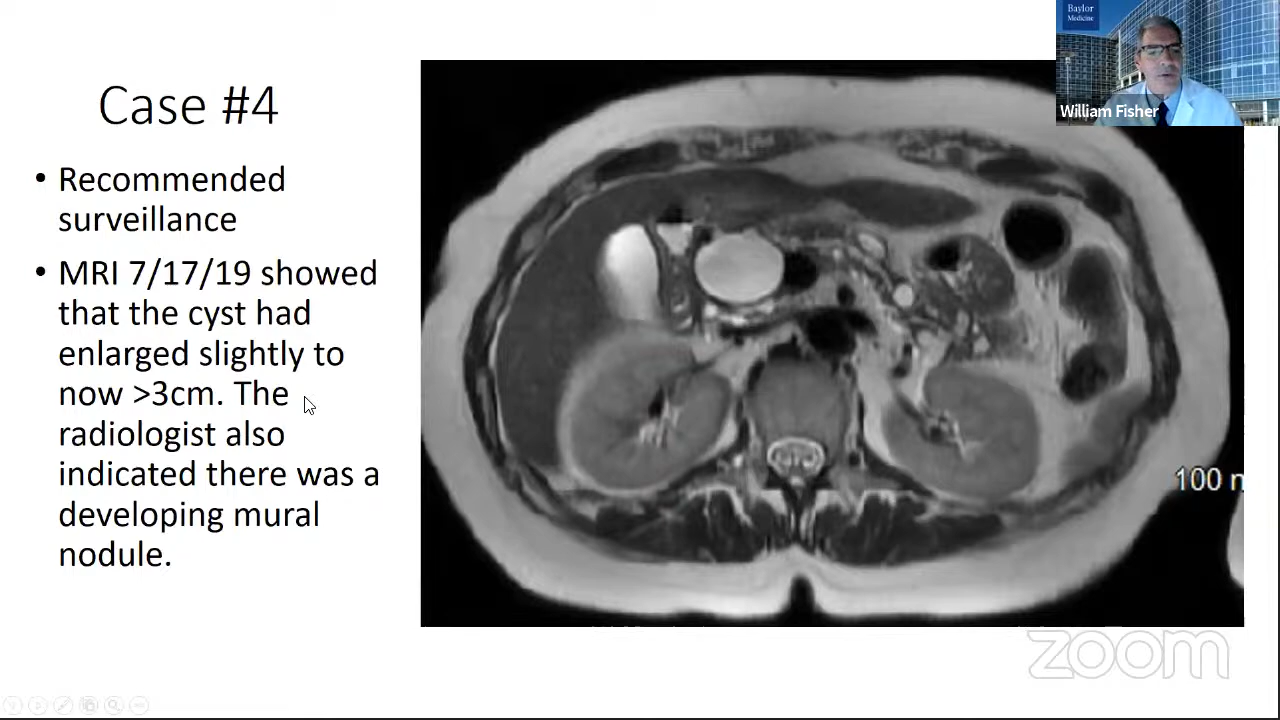 Baylor
Medicine
William Fisher
Case #4
• Recommended
surveillance
• MRI 7/17/19 showed
that the cyst had
enlarged slightly to
now >3cm. The
radiologist also
indicated there was a
developing mural
nodule.
100
zoom